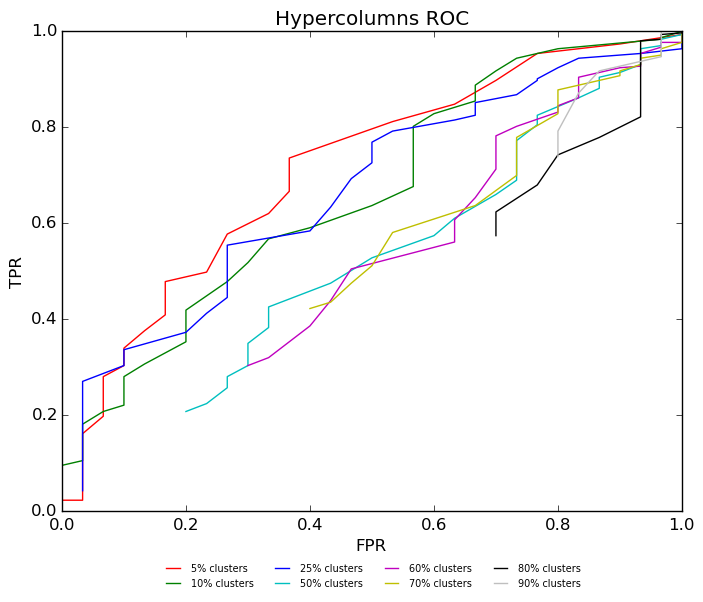 Hypercolumns ROC
1.0
0.8
0.6
TPR
0.4
0.2
0.0
0.0 0.2 0.4 0.6 0.8 1.0
FPR
5% clusters 25% clusters 60% clusters 80% clusters
10% clusters 50% clusters 70% clusters 90% clusters